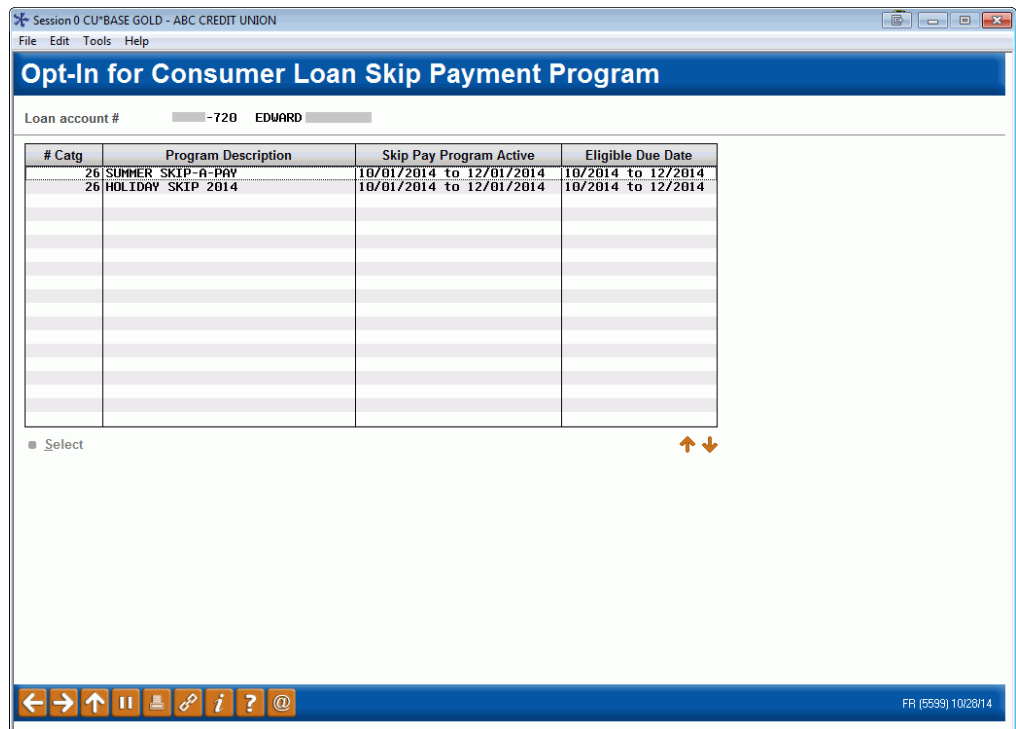 Session 0 CU*BASE GOLD - ABC CREDIT UNION
File Edit Tools Help
Opt-In for Consumer Loan Skip Payment Program
Loan account # -720 EDWARD
# Catg Program Description Skip Pay Program Active Eligible Due Date
26 SUMMER SKIP-A-PAY 10/01/2014 to 12/01/2014 10/2014 to 12/2014
26 HOLIDAY SKIP 2014 10/01/2014 to 12/01/2014 10/2014 to 12/2014
Select
i ? @ FR (5599) 10/28/14